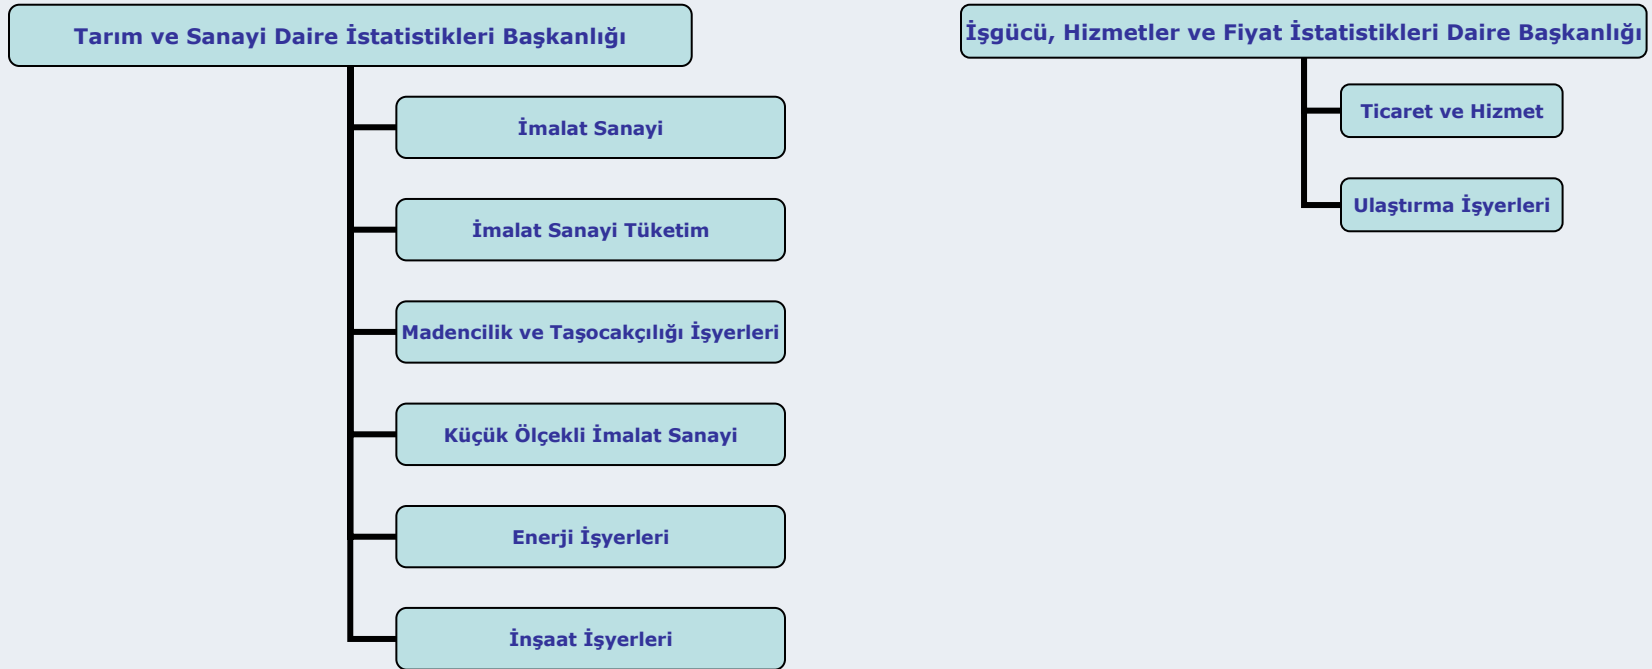 Tarım ve Sanayi Daire İstatistikleri Başkanlığı
İmalat Sanayi
İmalat Sanayi Tüketim
Madencilik ve Taşocakçılığı İşyerleri
Küçük Ölçekli İmalat Sanayi
Enerji İşyerleri
İnşaat İşyerleri
İşgücü, Hizmetler ve Fiyat İstatistikleri Daire Başkanlığı
Ticaret ve Hizmet
Ulaştırma İşyerleri